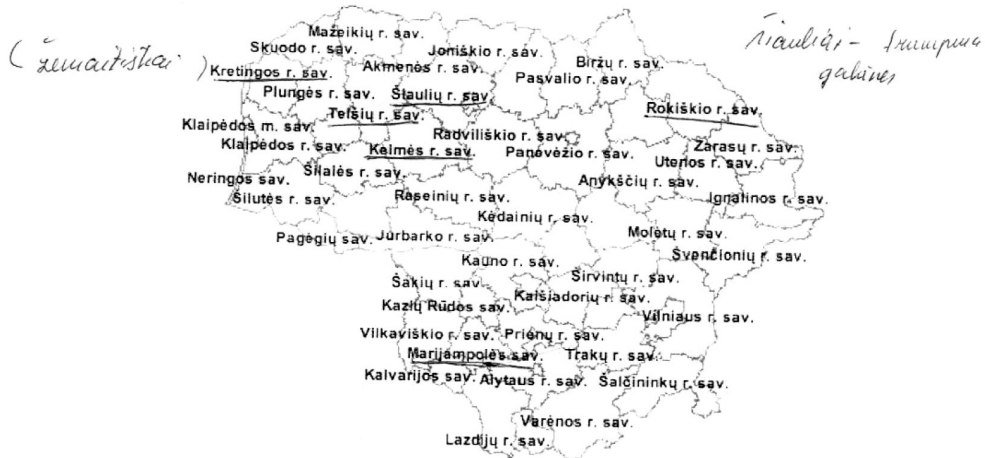 Mažeikių r. sav.
Skuodo r. sav.
Joniškio r. sav.
Šiauliai - trumpina
galūnes
(žemaitiškai)
Akmenės r. sav.
Biržų r. sav.
Kretingos r. sav.
Pasvalio r. sav.
Plungės r. sav.
Šiaulių r. sav.
Rokiškio r. sav.
Telšių r. sav.
Klaipėdos m. sav.
Radviliškio r. sav.
Klaipėdos r. sav.
Kelmės r. sav.
Panevėžio r. sav.
Zarasų r. sav.
Utenos r. sav.
Šilalės r. sav.
Neringos sav.
Anykščių r. sav.
Šilutės r. sav.
Raseinių r. sav.
Ignalinos r. sav.
Kėdainių r. sav.
Pagėgių sav.
Jurbarko r. sav.
Molėtų r. sav.
Švenčionių r. sav.
Kauno r. sav.
Širvintų r. sav.
Šakių r. sav.
Kaišiadorių r. sav.
Kazlų Rūdos sav.
Vilniaus r. sav.
Vilkaviškio r. sav.
Prienų r. sav.
Marijampolės sav.
Trakų r. sav.
Kalvarijos sav.
Alytaus r. sav.
Šalčininkų r. sav.
Varėnos r. sav.
Lazdijų r. sav.